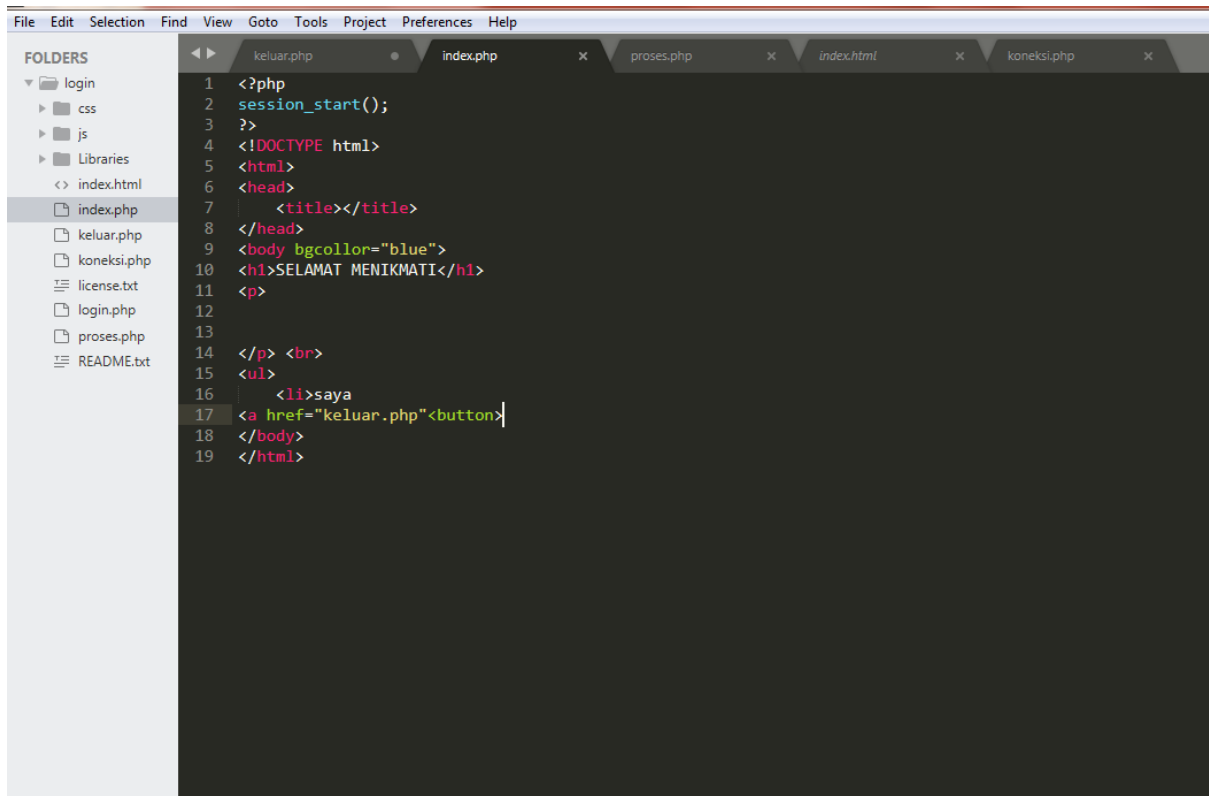 File Edit Selection Find View Goto Tools Project Preferences Help
FOLDERS
login
css
js
Libraries
index.html
index.php
keluar.php
koneksi.php
license.txt
login.php
proses.php
README.txt
keluar.php index.php × proses.php × index.html × koneksi.php ×
1 <?php
2 session_start();
3 ?>
4 <!DOCTYPE html>
5 <html>
6 <head>
7 <title></title>
8 </head>
9 <body bgcollor="blue">
10 <h1>SELAMAT MENIKMATI</h1>
11 <p>
12
13
14 </p> <br>
15 <ul>
16 <li>saya
17 <a href="keluar.php"<button>
18 </body>
19 </html>